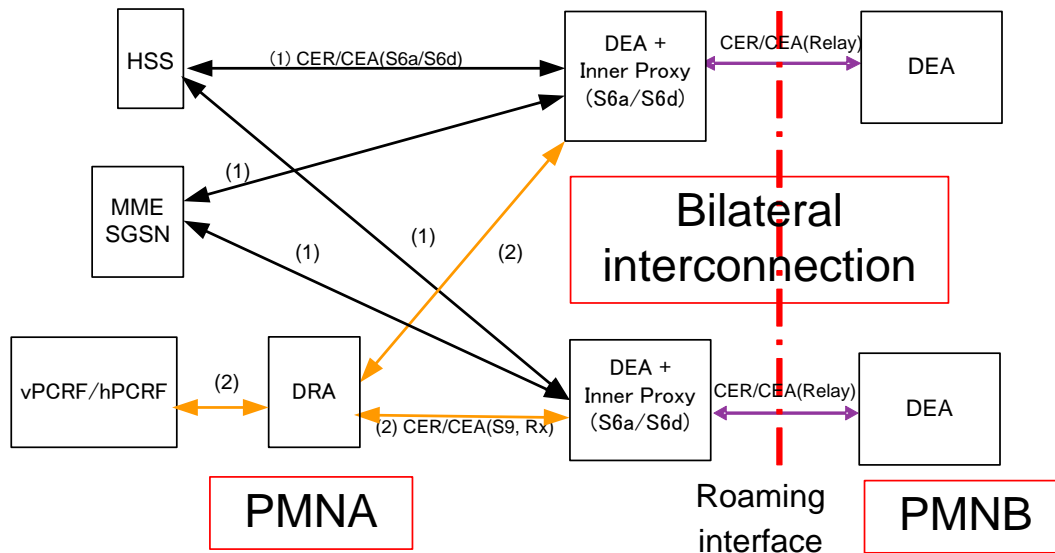 HSS
(1) CER/CEA(S6a/S6d)
DEA +
Inner Proxy
(S6a/S6d)
CER/CEA(Relay)
DEA
MME
SGSN
(1)
(1)
(1)
(2)
Bilateral
interconnection
vPCRF/hPCRF
(2)
DRA
(2) CER/CEA(S9, Rx)
DEA +
Inner Proxy
(S6a/S6d)
CER/CEA(Relay)
DEA
PMNA
Roaming
interface
PMNB